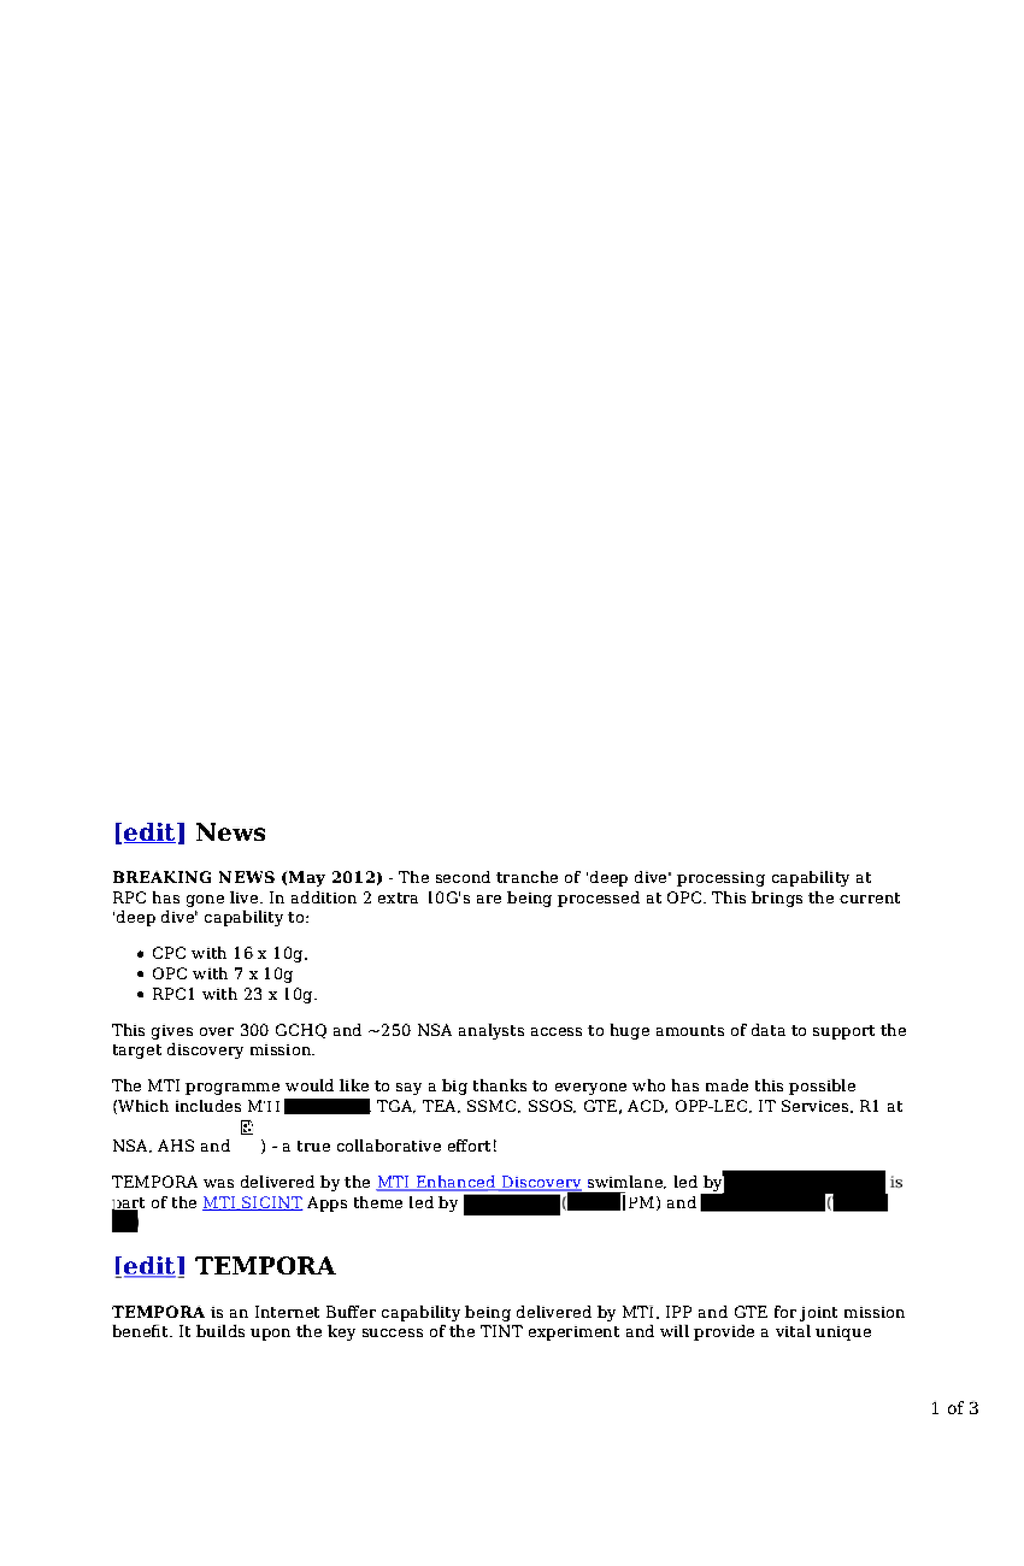 [edit] News
BREAKING NEWS (May 2012) - The second tranche of 'deep dive' processing capability at
RPC has gone live. In addition 2 extra 10G's are being processed at OPC. This brings the current
'deep dive' capability to:
• CPC with 16 x 10g,
• OPC with 7 x 10g
• RPC1 with 23 x 10g.
This gives over 300 GCHQ and ~250 NSA analysts access to huge amounts of data to support the
target discovery mission.
The MTI programme would like to say a big thanks to everyone who has made this possible
(Which includes MTI , TGA, TEA, SSMC, SSOS, GTE, ACD, OPP-LEC, IT Services, R1 at
NSA, AHS and ) - a true collaborative effort!
TEMPORA was delivered by the MTI Enhanced Discovery swimlane, led by is
part of the MTI SIGINT Apps theme led by ( PM) and (
)
[edit] TEMPORA
TEMPORA is an Internet Buffer capability being delivered by MTI, IPP and GTE for joint mission
benefit. It builds upon the key success of the TINT experiment and will provide a vital unique
1 of 3